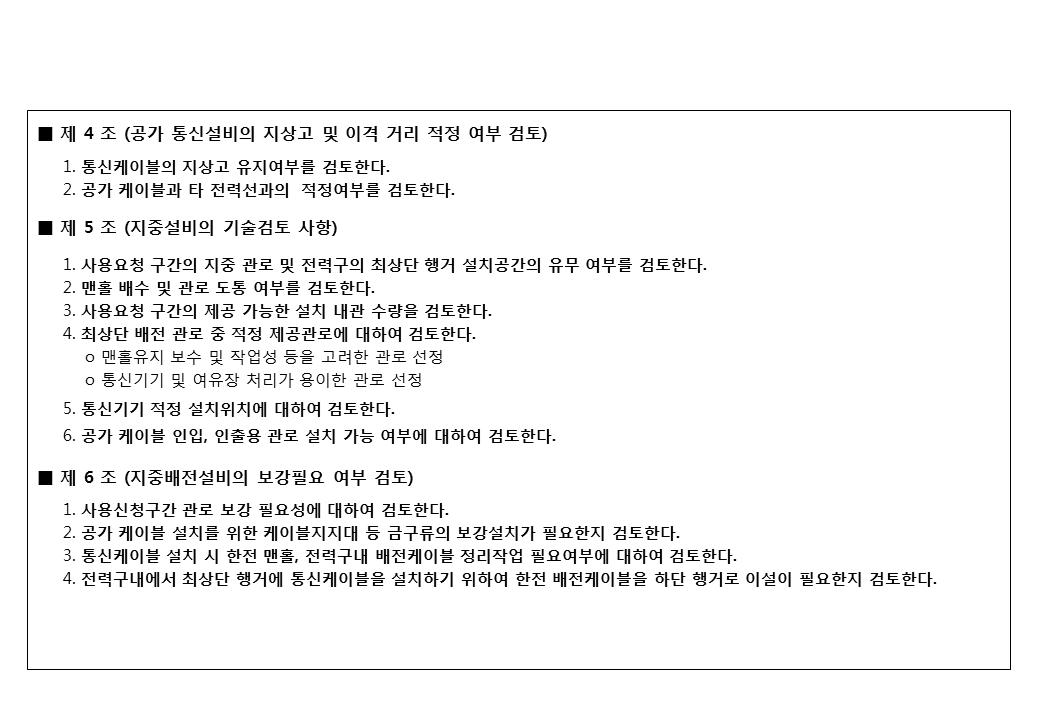 ■ 제 4 조 (공가 통신설비의 지상고 및 이격 거리 적정 여부 검토)
1. 통신케이블의 지상고 유지여부를 검토한다.
2. 공가 케이블과 타 전력선과의 적정여부를 검토한다.
■ 제 5 조 (지중설비의 기술검토 사항)
1. 사용요청 구간의 지중 관로 및 전력구의 최상단 행거 설치공간의 유무 여부를 검토한다.
2. 맨홀 배수 및 관로 도통 여부를 검토한다.
3. 사용요청 구간의 제공 가능한 설치 내관 수량을 검토한다.
4. 최상단 배전 관로 중 적정 제공관로에 대하여 검토한다.
ο 맨홀유지 보수 및 작업성 등을 고려한 관로 선정
ο 통신기기 및 여유장 처리가 용이한 관로 선정
5. 통신기기 적정 설치위치에 대하여 검토한다.
6. 공가 케이블 인입, 인출용 관로 설치 가능 여부에 대하여 검토한다.
■ 제 6 조 (지중배전설비의 보강필요 여부 검토)
1. 사용신청구간 관로 보강 필요성에 대하여 검토한다.
2. 공가 케이블 설치를 위한 케이블지지대 등 금구류의 보강설치가 필요한지 검토한다.
3. 통신케이블 설치 시 한전 맨홀, 전력구내 배전케이블 정리작업 필요여부에 대하여 검토한다.
4. 전력구내에서 최상단 행거에 통신케이블을 설치하기 위하여 한전 배전케이블을 하단 행거로 이설이 필요한지 검토한다.